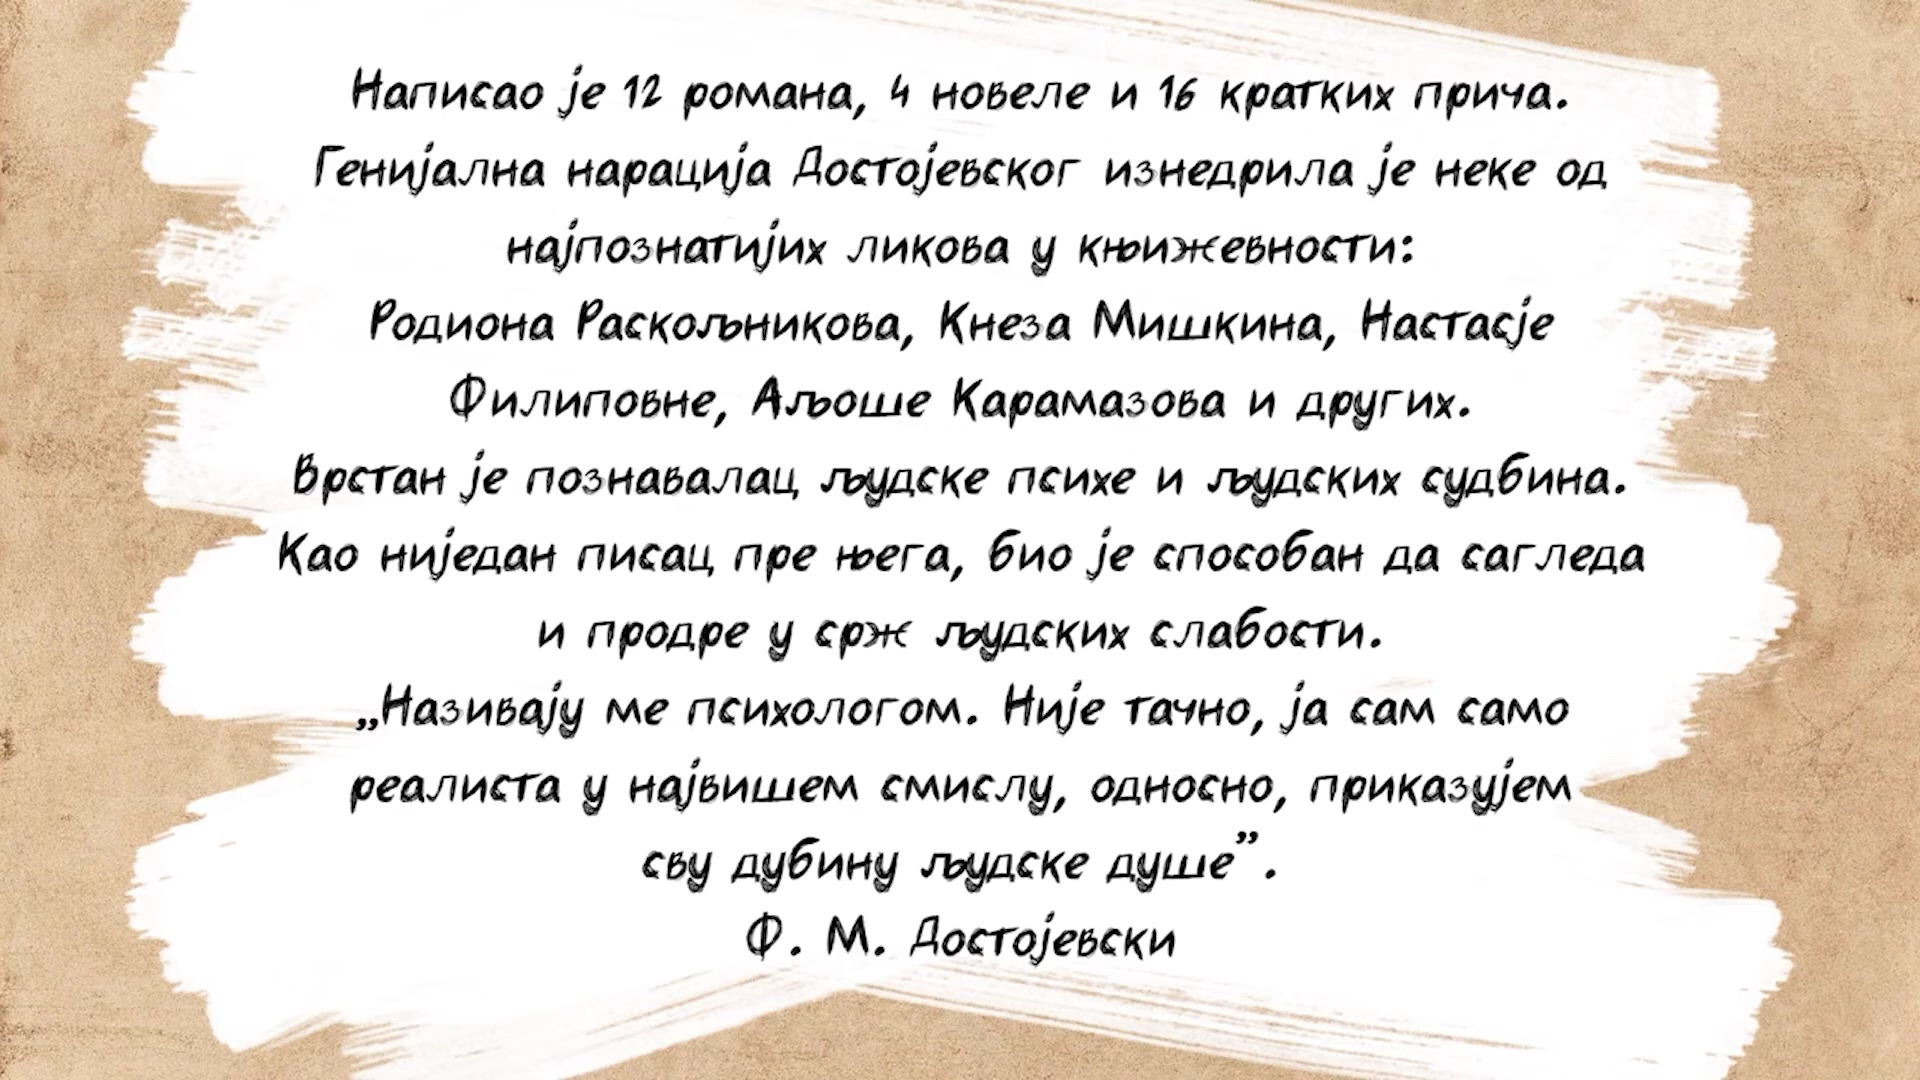 Написао је 12 романа, 4 новеле и 16 кратких прича.
Генијална нарација Достојевског изнедрила је неке од
најпознатијих ликова у књижевности:
Родиона Раскољникова, Кнеза Мишкина, Настасје
Филиповне, Аљоше Карамазова и других.
Врстан је познавалац људске психе и људских судбина.
Као ниједан писац пре њега, био је способан да сагледа
и продре у срж људских слабости.
„Називају ме психологом. Није тачно, ја сам само
реалиста у највишем смислу, односно, приказујем
сву дубину људске душе”.
Ф. М. Достојевски